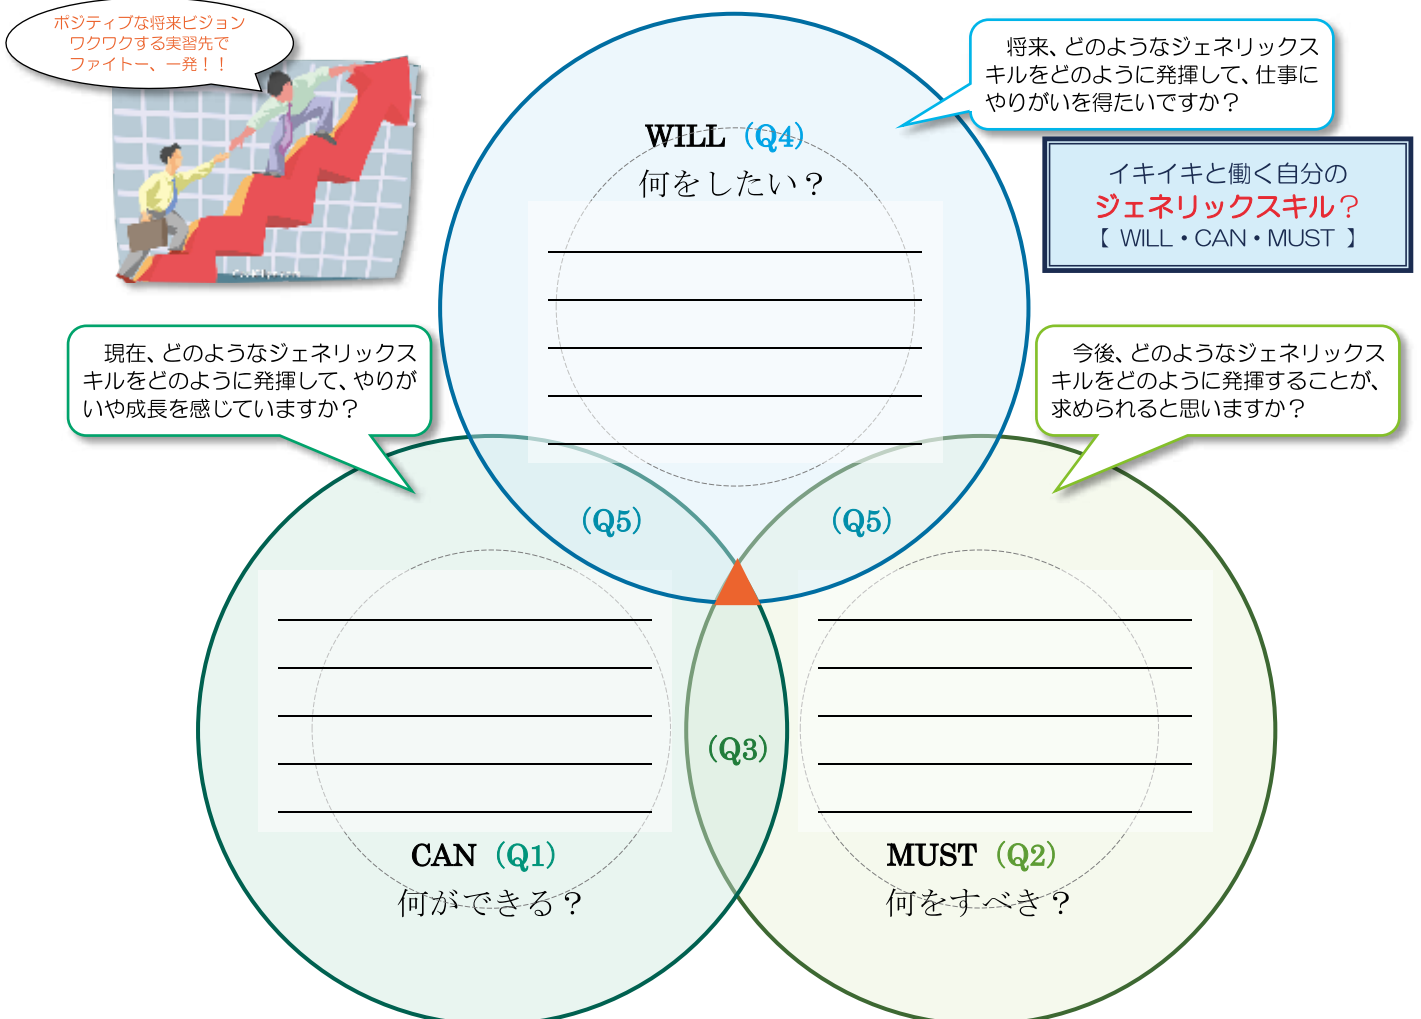 ポジティブな将来ビジョン
ワクワクする実習先で
ファイトー、一発！！
将来、どのようなジェネリックス
キルをどのように発揮して、仕事に
やりがいを得たいですか？
WILL（Q4）
何をしたい？
イキイキと働く自分の
ジェネリックスキル？
【 WILL・CAN・MUST 】
現在、どのようなジェネリックス
キルをどのように発揮して、やりが
いや成長を感じていますか？
今後、どのようなジェネリックス
キルをどのように発揮することが、
求められると思いますか？
（Q5）
（Q5）
（Q3）
CAN（Q1）
何ができる？
MUST（Q2）
何をすべき？